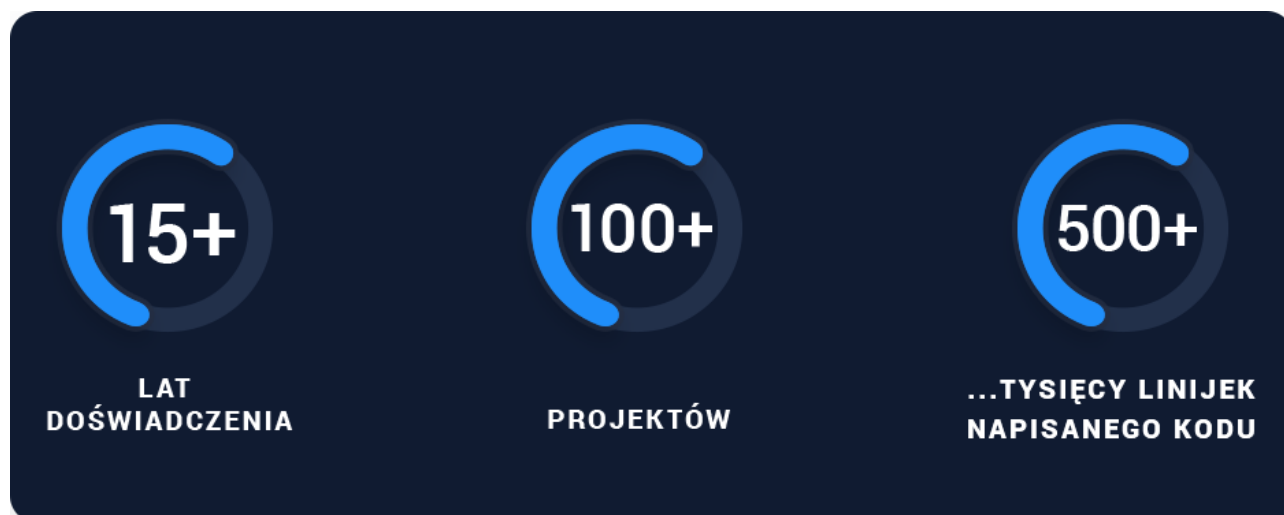 15+
LAT
DOŚWIADCZENIA
100+
PROJEKTÓW
500+
...TYSIĘCY LINIJEK
NAPISANEGO KODU